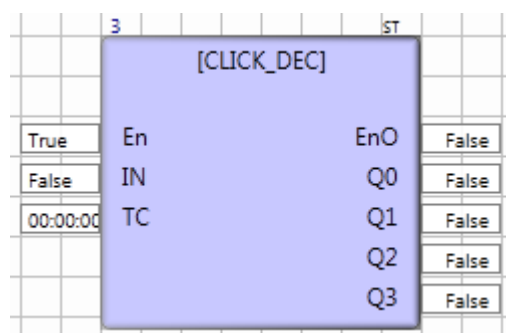 3 ST
[CLICK_DEC]
True En EnO False
False IN Q0 False
00:00:00 TC Q1 False
Q2 False
Q3 False